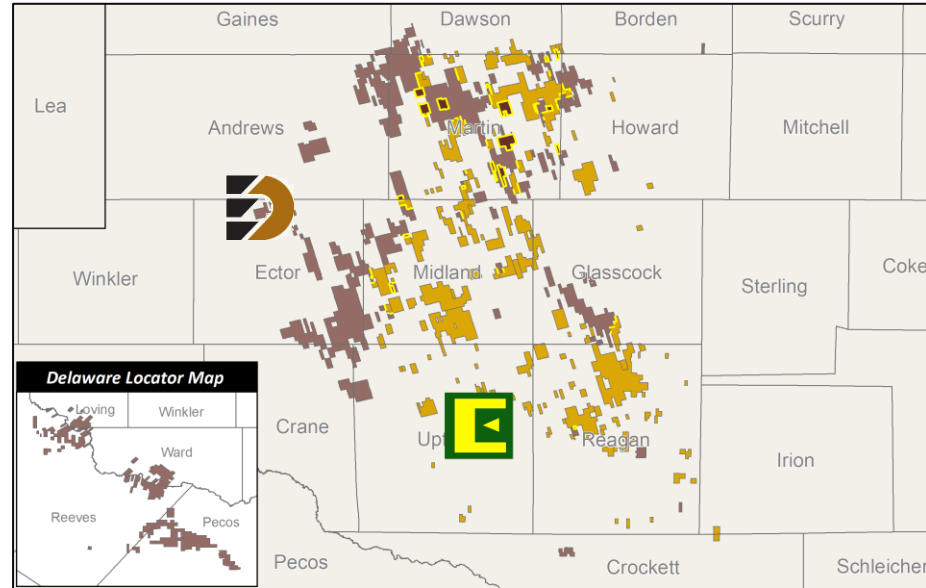 Gaines
Dawson
Borden
Scurry
Lea
Andrews
Martin
Howard
Mitchell
Winkler
Ector
Midland
Glasscock
Sterling
Coke
Delaware Locator Map
Loving
Winkler
Ward
Reeves
Pecos
Crane
Upt
Reagan
Irion
Pecos
Crockett
Schleicher